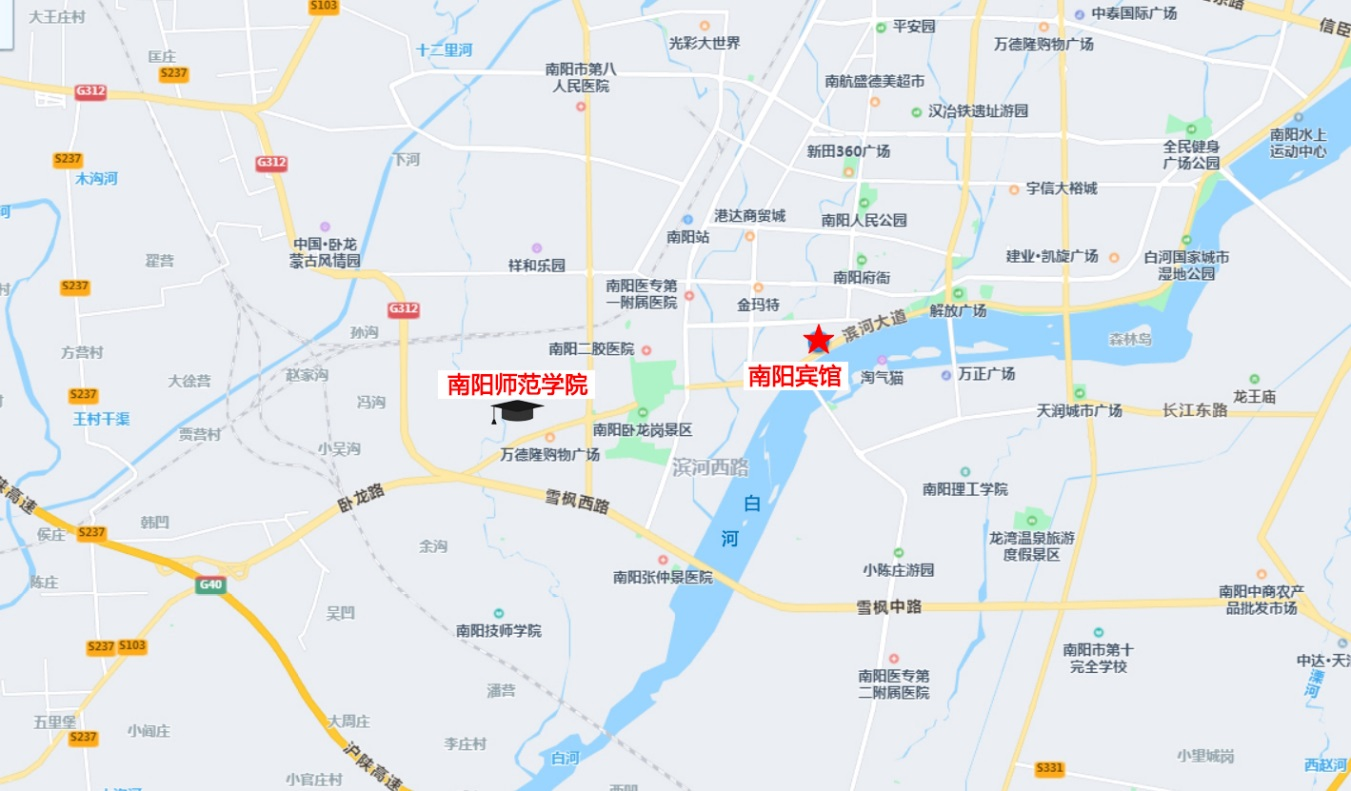 S103
大王庄村
匡庄
S237
十二里河
光彩大世界
平安园
中泰国际广场
万德隆购物广场
信臣
G312
南阳市第八
人民医院
南航盛德美超市
汉冶铁遗址游园
南阳水上
运动中心
全民健身
广场公园
新田360广场
S237
G312
下河
木沟河
宇信大裕城
港达商贸城
南阳人民公园
南阳站
河
中国·卧龙
蒙古风情园
翟营
祥和乐园
建业·凯旋广场
白河国家城市
湿地公园
南阳府衙
S237
村
南阳医专第
一附属医院
金玛特
G312
解放广场
滨河大道
孙沟
森林岛
方营村
南阳二胶医院
南阳宾馆
淘气猫
万正广场
赵家沟
大徐营
南阳师范学院
S237
冯沟
龙王庙
王村干渠
天润城市广场
长江东路
贾营村
南阳卧龙岗景区
小吴沟
万德隆购物广场
滨河西路
陕高速
卧龙路
雪枫西路
南阳理工学院
白
河
韩凹
侯庄
S237
余沟
龙湾温泉旅游
度假景区
南阳张仲景医院
小陈庄游园
陈庄
G40
吴凹
雪枫中路
南阳中商农产
品批发市场
南阳技师学院
S237
S103
南阳市第十
完全学校
中达·天
溧河
南阳医专第
二附属医院
潘营
五里堡
小阎庄
大周庄
S237
李庄村
白河
沪陕高速
小官庄村
S331
小望城岗
西赵河